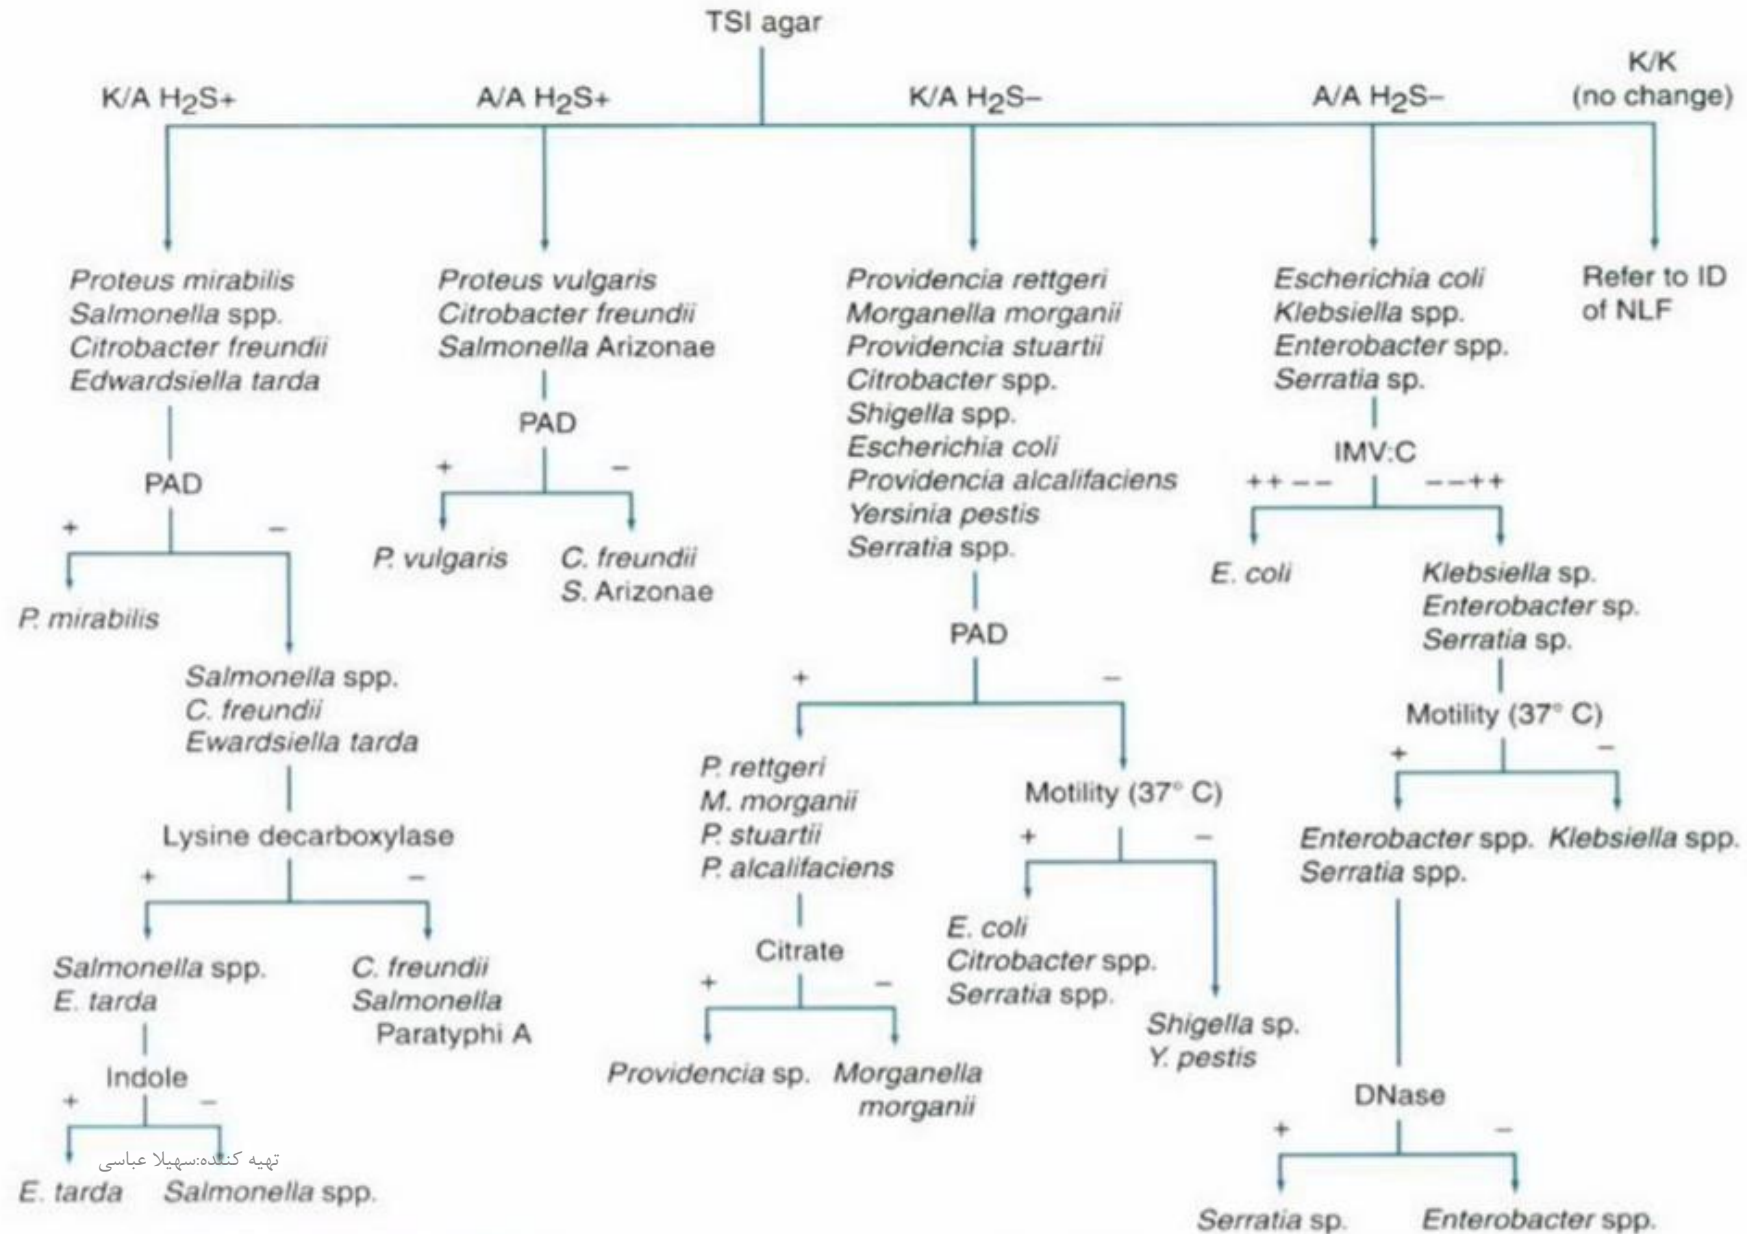 TSI agar
K/A H2S+
A/A H2S+
K/A H2S–
A/A H2S–
K/K
(no change)
Proteus mirabilis
Salmonella spp.
Citrobacter freundii
Edwardsiella tarda
PAD
+
–
P. mirabilis
Salmonella spp.
C. freundii
Ewardsiella tarda
Lysine decarboxylase
+
–
Salmonella spp.
E. tarda
C. freundii
Salmonella
Paratyphi A
Indole
+
–
تهیه کننده:سهیلا عباسی
E. tarda
Salmonella spp.
Proteus vulgaris
Citrobacter freundii
Salmonella Arizonae
PAD
+
–
P. vulgaris
C. freundii
S. Arizonae
Providencia rettgeri
Morganella morganii
Providencia stuartii
Citrobacter spp.
Shigella spp.
Escherichia coli
Providencia alcalifaciens
Yersinia pestis
Serratia spp.
PAD
+
–
P. rettgeri
M. morganii
P. stuartii
P. alcalifaciens
Citrate
+
–
Providencia sp.
Morganella
morganii
Motility (37° C)
+
–
E. coli
Citrobacter spp.
Serratia spp.
Shigella sp.
Y. pestis
Escherichia coli
Klebsiella spp.
Enterobacter spp.
Serratia sp.
IMV:C
++––
––++
E. coli
Klebsiella sp.
Enterobacter sp.
Serratia sp.
Motility (37° C)
+
–
Enterobacter spp.
Serratia spp.
Klebsiella spp.
DNase
+
–
Serratia sp.
Enterobacter spp.
Refer to ID
of NLF